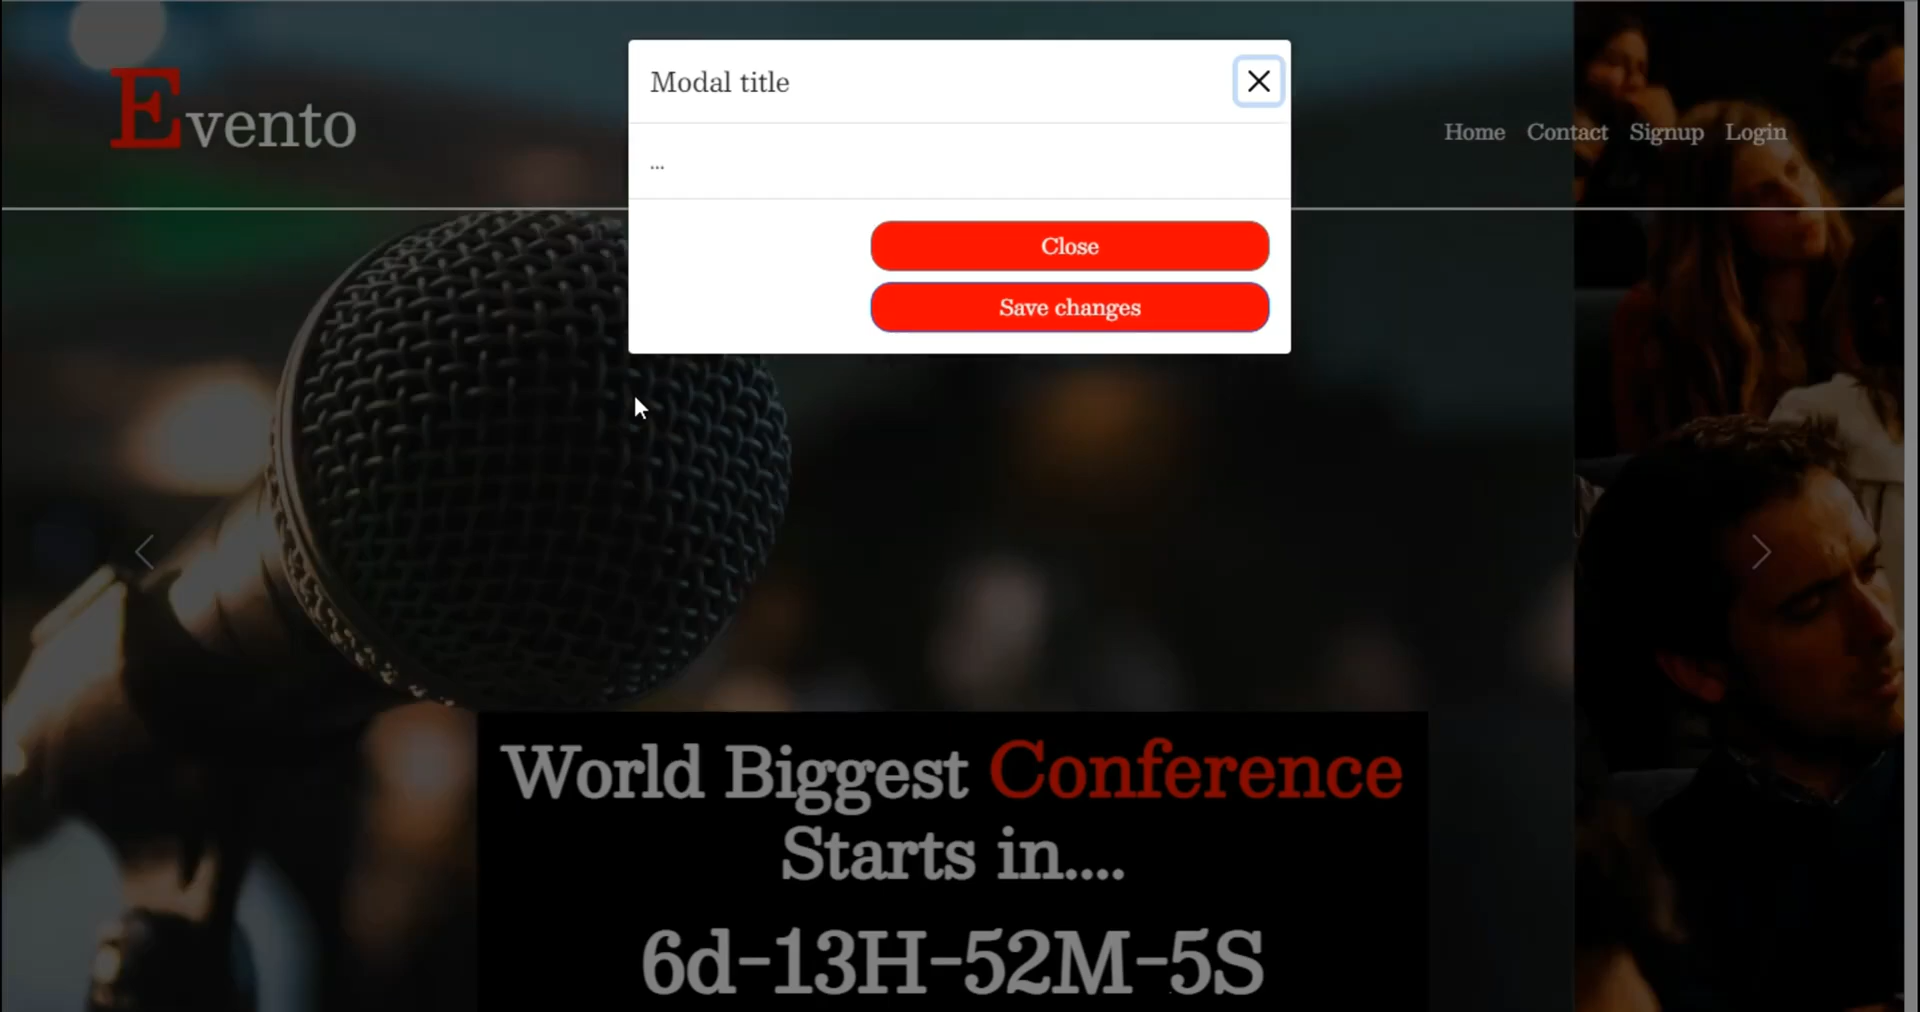 Evento
Home Contact Signup Login
Modal title
...
Close
Save changes
World Biggest Conference
Starts in....
6d-13H-52M-5S